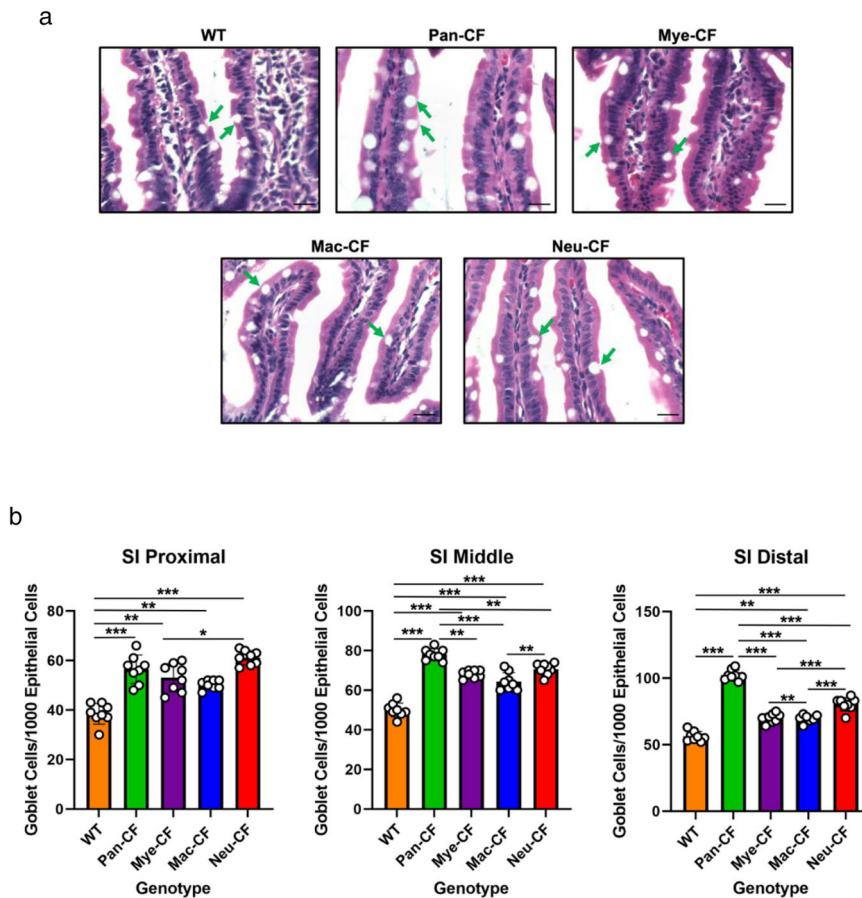 a
WT
Pan-CF
Mye-CF
Mac-CF
Neu-CF
b
SI Proximal
Goblet Cells/1000 Epithelial Cells
80
60
40
20
0
***
**
**
*
***
WT
Pan-CF
Mye-CF
Mac-CF
Neu-CF
Genotype
SI Middle
Goblet Cells/1000 Epithelial Cells
100
80
60
40
20
0
***
***
**
***
***
**
***
**
WT
Pan-CF
Mye-CF
Mac-CF
Neu-CF
Genotype
SI Distal
Goblet Cells/1000 Epithelial Cells
150
100
50
0
***
**
***
***
***
***
***
***
**
WT
Pan-CF
Mye-CF
Mac-CF
Neu-CF
Genotype